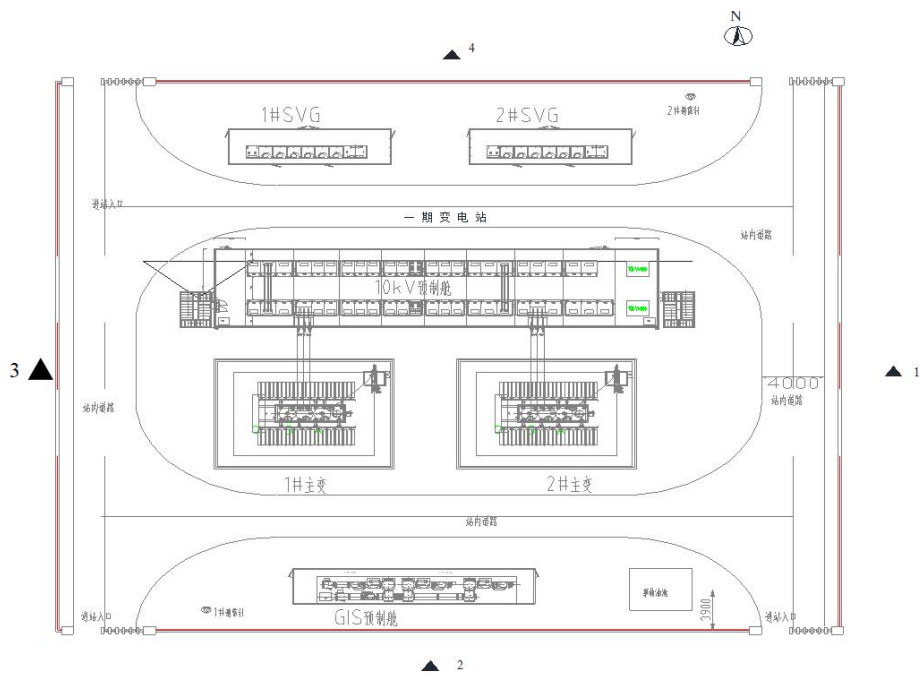 N
4
1#SVG
2#SVG
2#避雷针
进站入口
一期变电站
站内道路
10kV预制舱
3
1
4000
站内道路
站内道路
1#主变
2#主变
站内道路
事故油池
3900
1#避雷针
进站入口
GIS预制舱
进站入口
2